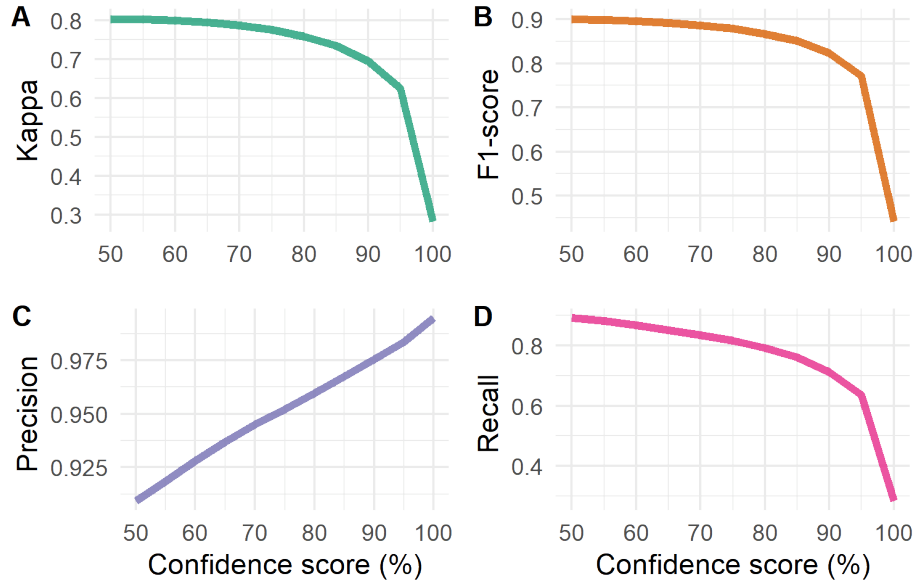 A
Kappa
0.8
0.7
0.6
0.5
0.4
0.3
50 60 70 80 90 100
B
F1-score
0.9
0.8
0.7
0.6
0.5
50 60 70 80 90 100
C
Precision
0.975
0.950
0.925
50 60 70 80 90 100
Confidence score (%)
D
Recall
0.8
0.6
0.4
50 60 70 80 90 100
Confidence score (%)